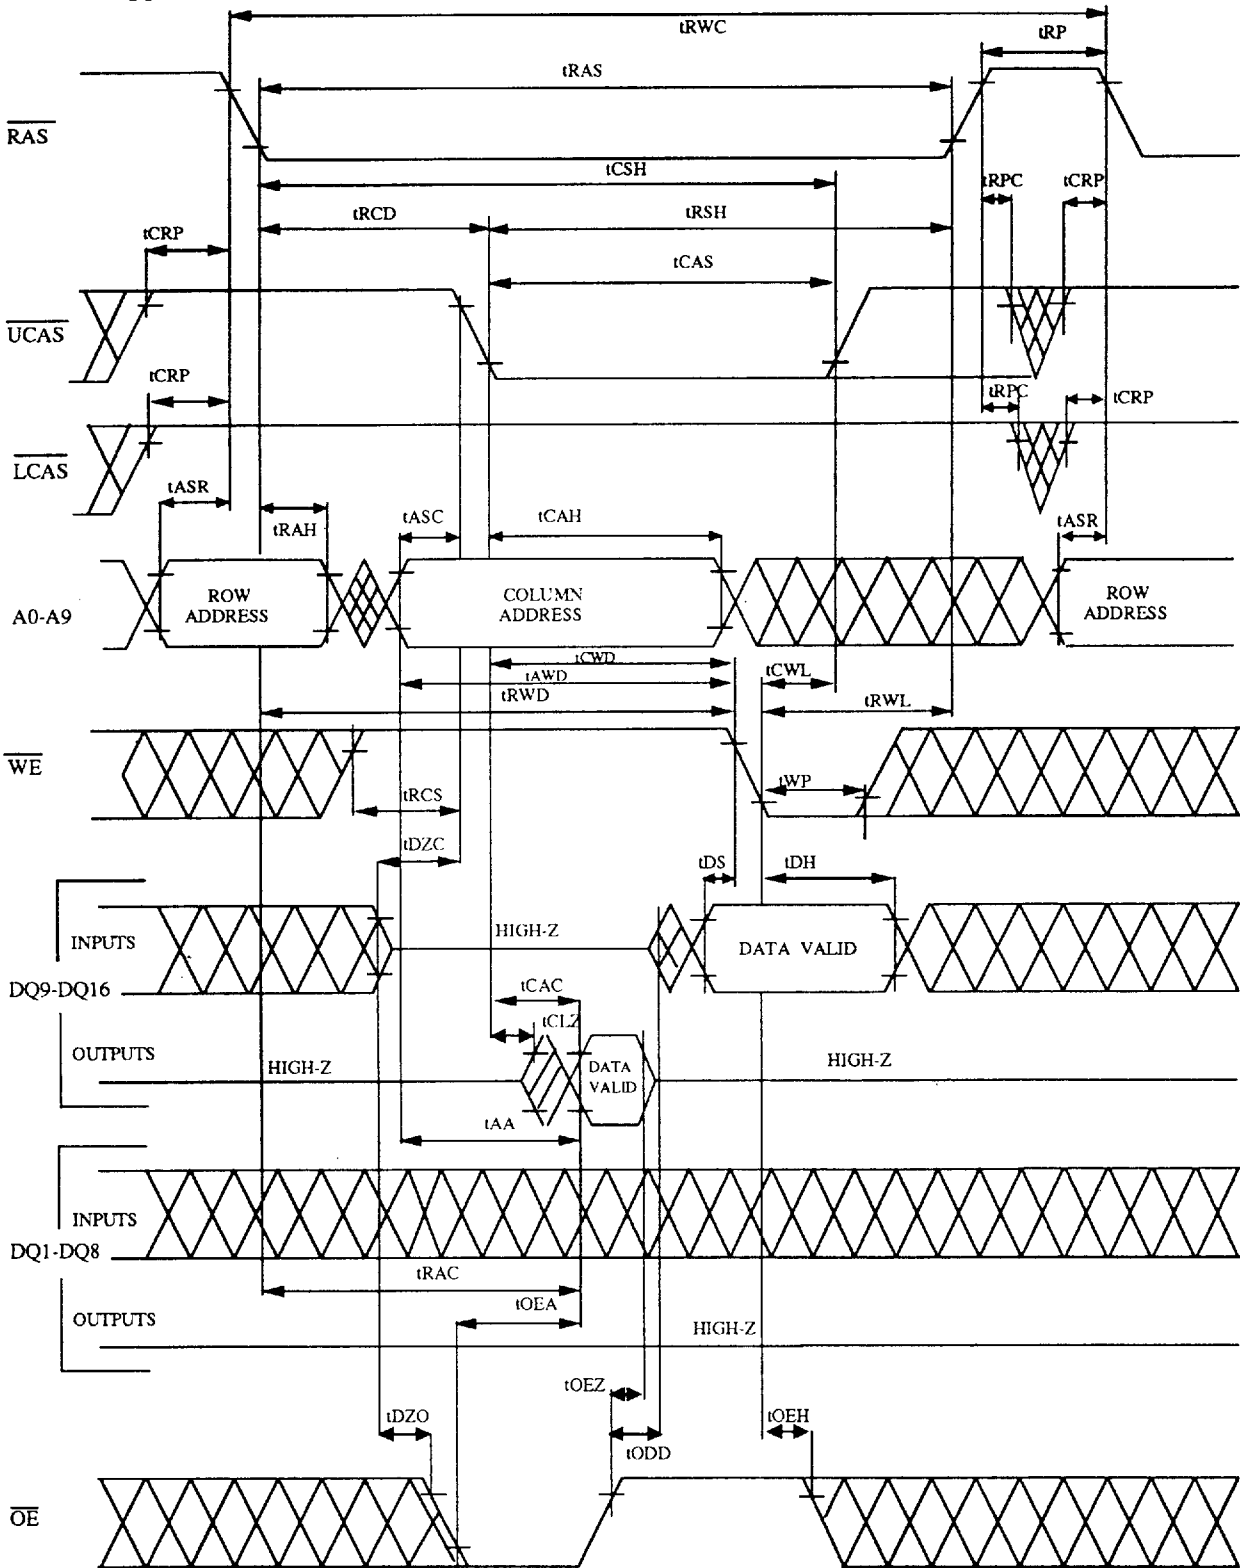 tRWC
tRP
tRAS
RAS
tCSH
tRPC
tCRP
tRCD
tRSH
tCRP
tCAS
UCAS
tCRP
tRPC
tCRP
LCAS
tASR
tRAH
tASC
tCAH
tASR
A0-A9
ROW
ADDRESS
COLUMN
ADDRESS
ROW
ADDRESS
tCWD
tAWD
tCWL
tRWD
tRWL
WE
tWP
tRCS
tDZC
tDS
tDH
INPUTS
HIGH-Z
DATA VALID
DQ9-DQ16
tCAC
tCLZ
OUTPUTS
HIGH-Z
DATA
VALID
HIGH-Z
tAA
INPUTS
DQ1-DQ8
tRAC
tOEA
OUTPUTS
HIGH-Z
tOEZ
tDZO
tOEH
tODD
OE